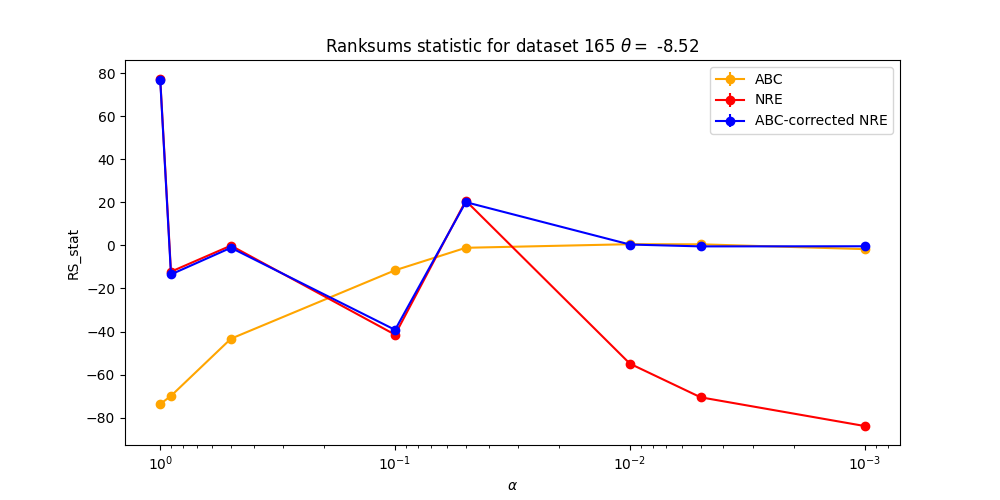 Ranksums statistic for dataset 165 θ = -8.52
ABC
NRE
ABC-corrected NRE
RS_stat
80
60
40
20
0
−20
−40
−60
−80
10⁰
10⁻¹
10⁻²
10⁻³
α